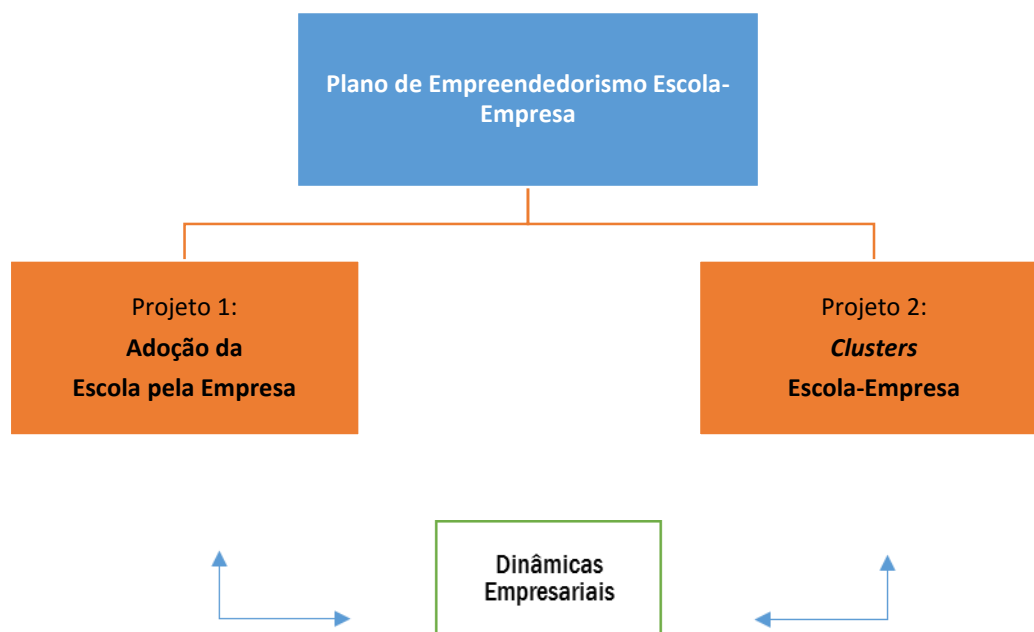 Plano de Empreendedorismo Escola-
Empresa
Projeto 1:
Adoção da
Escola pela Empresa
Projeto 2:
Clusters
Escola-Empresa
Dinâmicas
Empresariais